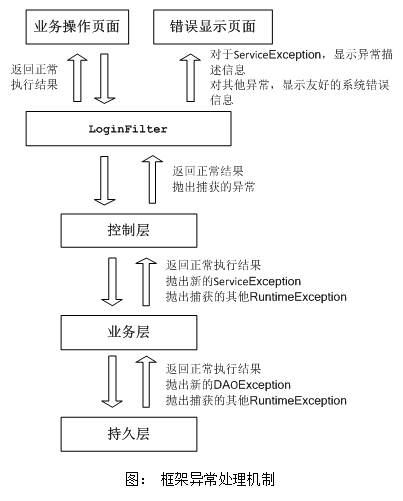 业务操作页面
错误显示页面
返回正常
执行结果
对于ServiceException，显示异常描
述信息
对其他异常，显示友好的系统错误
信息
LoginFilter
返回正常结果
抛出捕获的异常
控制层
返回正常执行结果
抛出新的ServiceException
抛出捕获的其他RuntimeException
业务层
返回正常执行结果
抛出新的DAOException
抛出捕获的其他RuntimeException
持久层
图： 框架异常处理机制